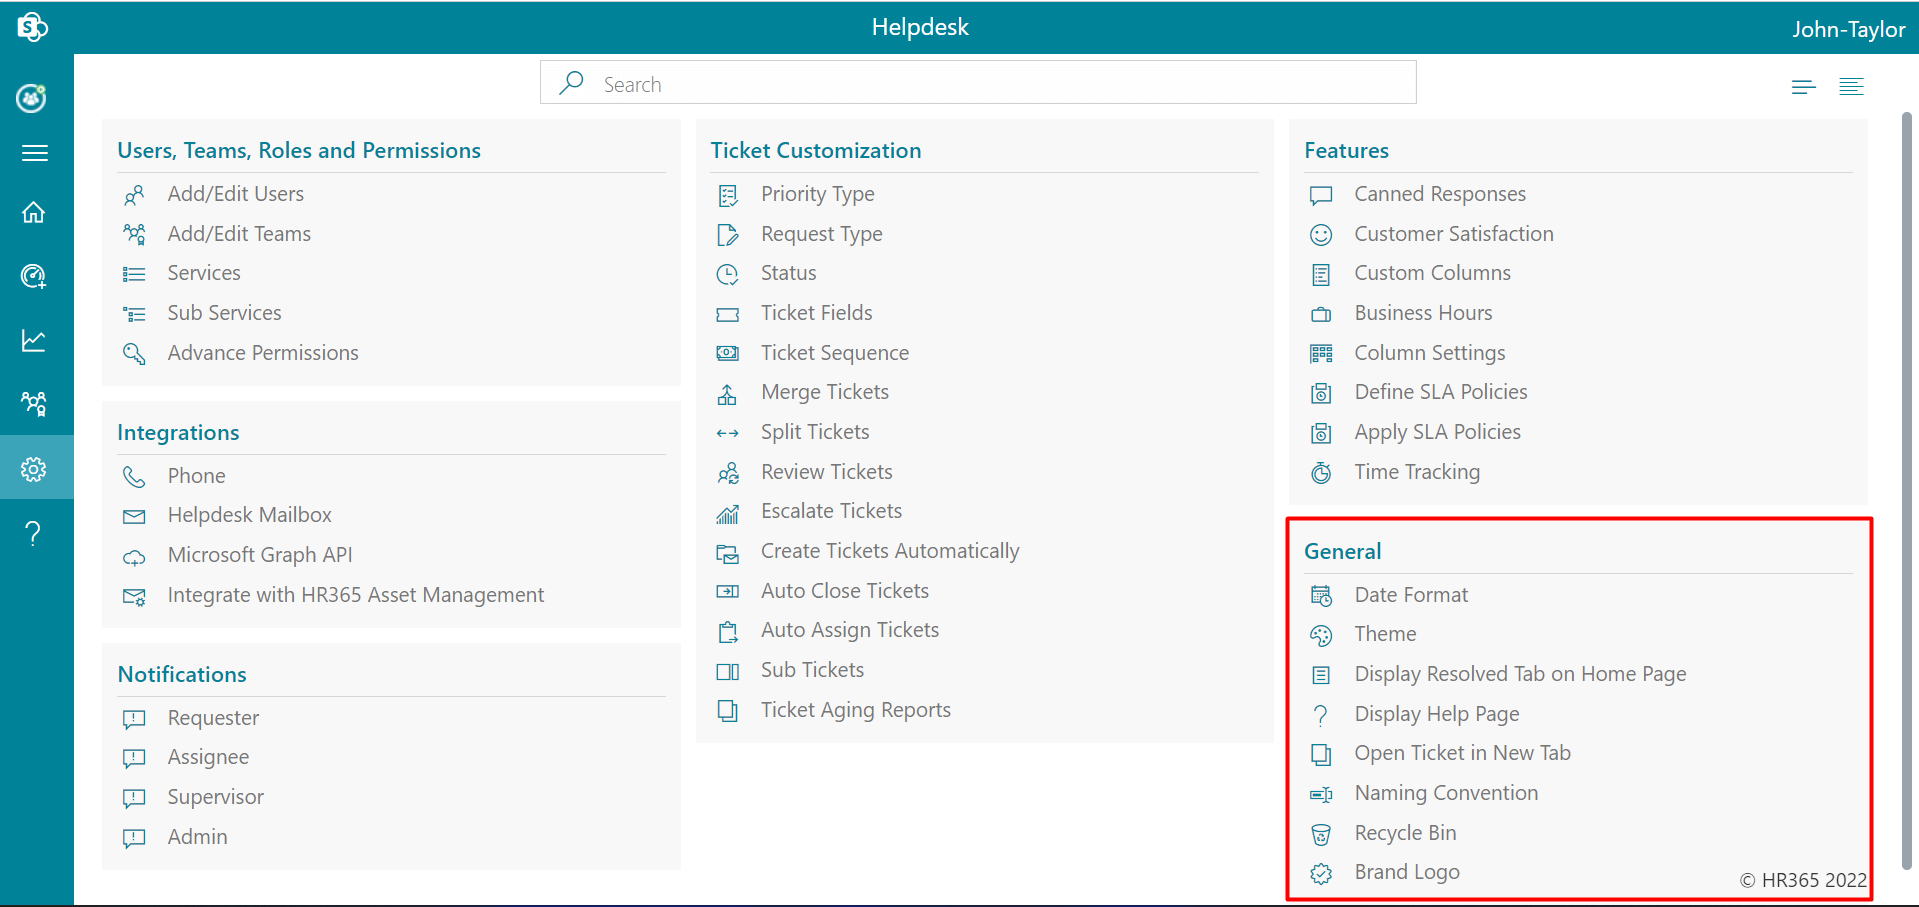 Helpdesk
John-Taylor
Search
Users, Teams, Roles and Permissions
Add/Edit Users
Add/Edit Teams
Services
Sub Services
Advance Permissions
Integrations
Phone
Helpdesk Mailbox
Microsoft Graph API
Integrate with HR365 Asset Management
Notifications
Requester
Assignee
Supervisor
Admin
Ticket Customization
Priority Type
Request Type
Status
Ticket Fields
Ticket Sequence
Merge Tickets
Split Tickets
Review Tickets
Escalate Tickets
Create Tickets Automatically
Auto Close Tickets
Auto Assign Tickets
Sub Tickets
Ticket Aging Reports
Features
Canned Responses
Customer Satisfaction
Custom Columns
Business Hours
Column Settings
Define SLA Policies
Apply SLA Policies
Time Tracking
General
Date Format
Theme
Display Resolved Tab on Home Page
Display Help Page
Open Ticket in New Tab
Naming Convention
Recycle Bin
Brand Logo
© HR365 2022